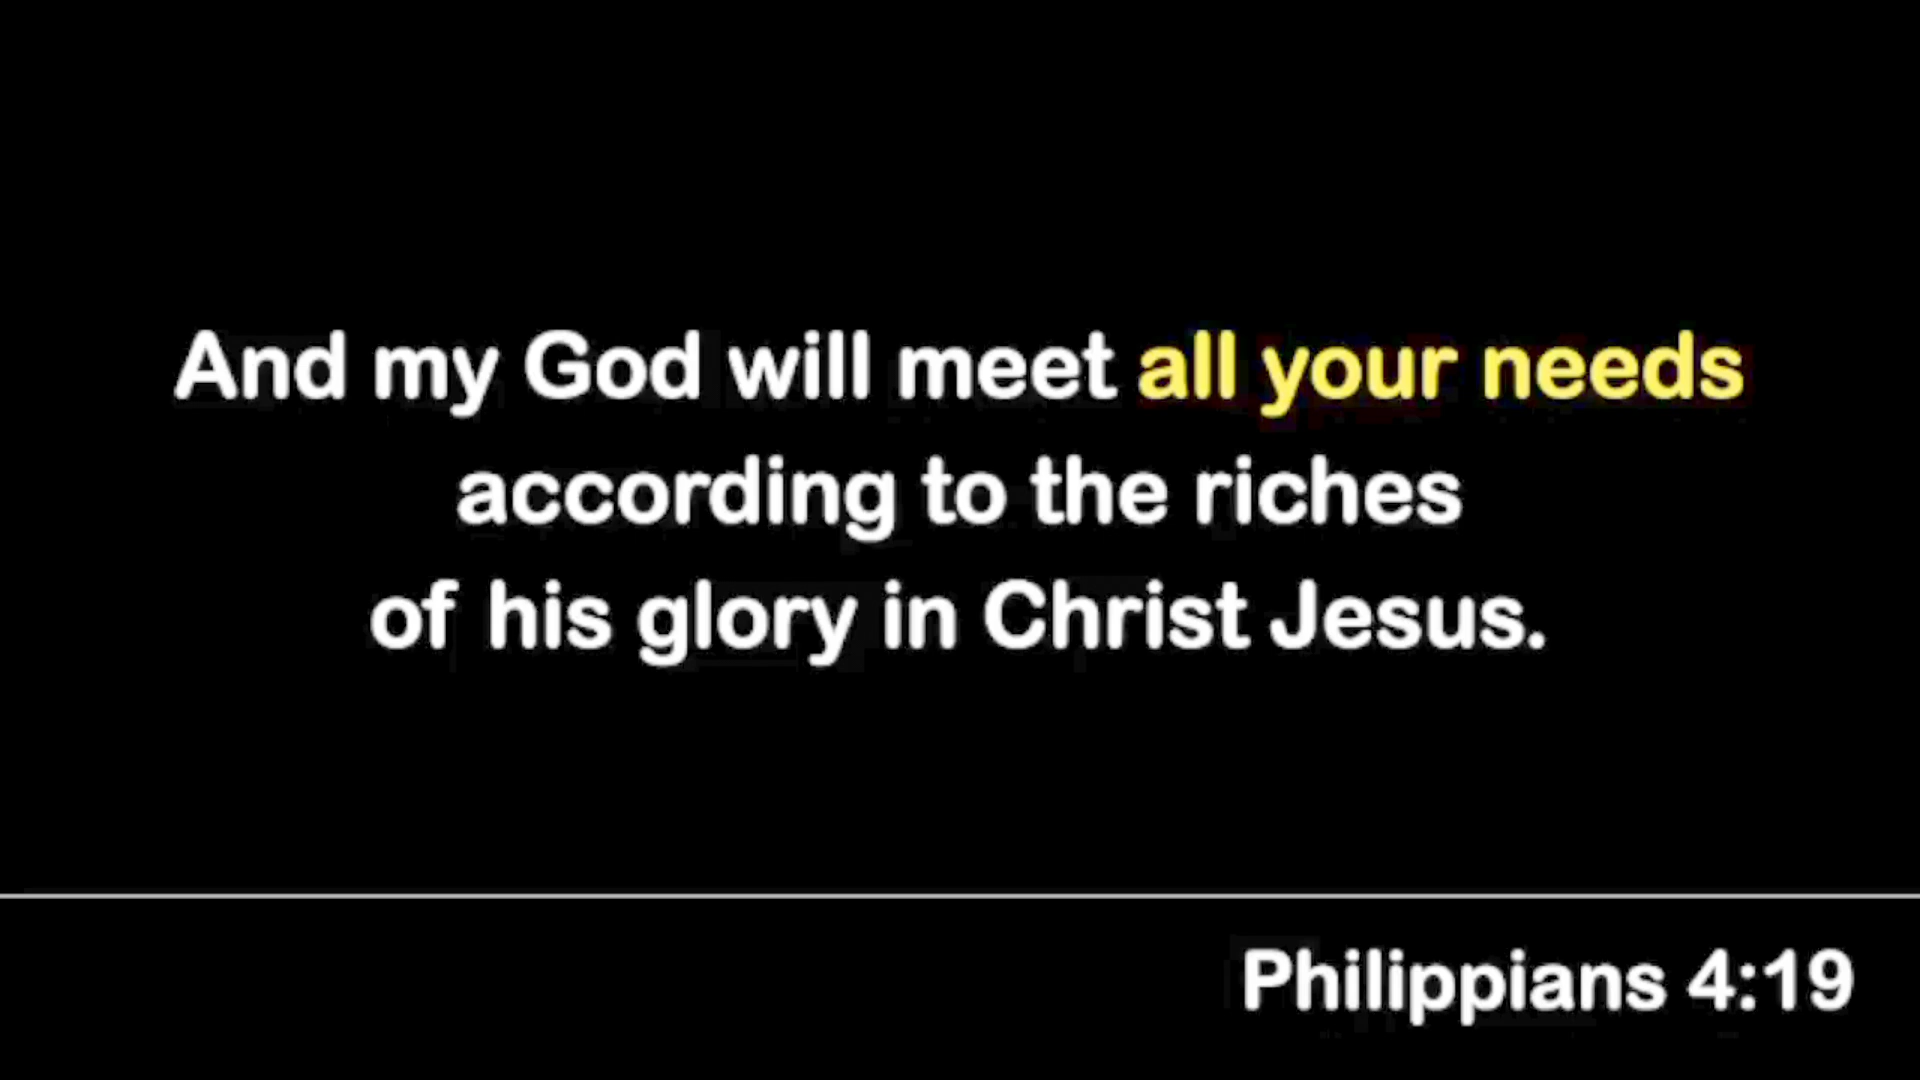 And my God will meet all your needs
according to the riches
of his glory in Christ Jesus.
Philippians 4:19